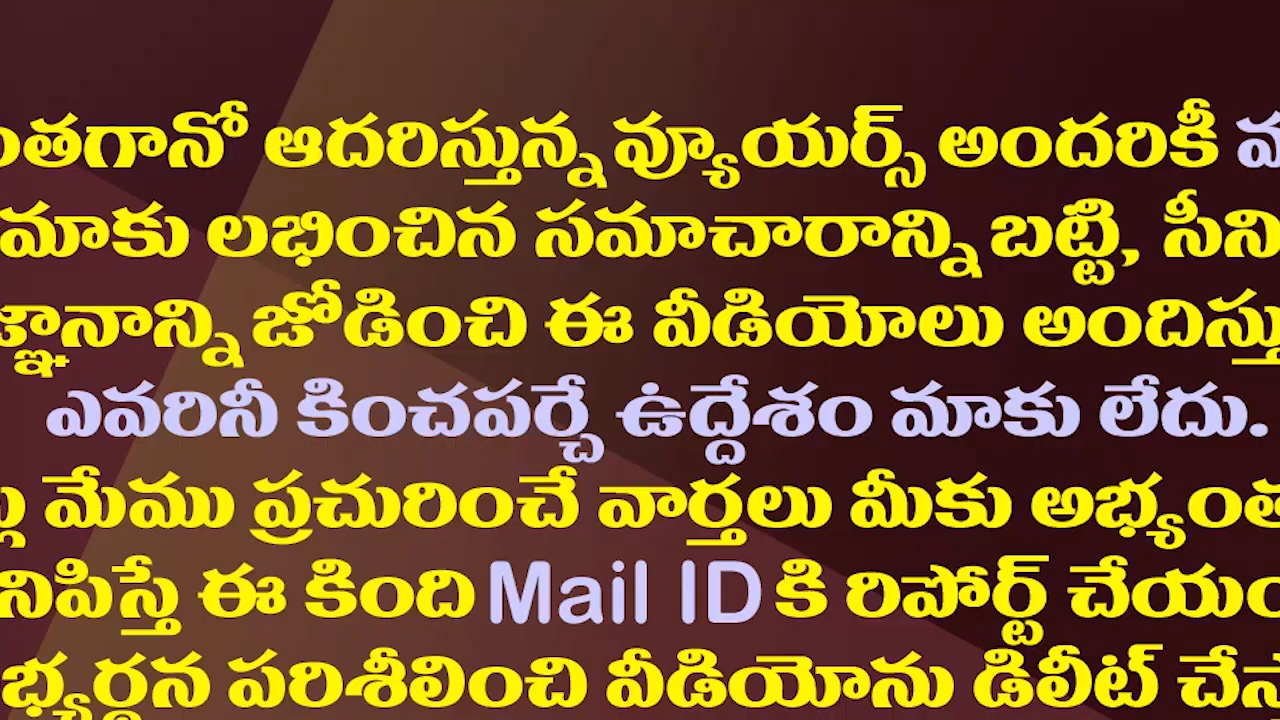 ఆదరిస్తున్న వ్యూయర్స్ అందరికీ
మాకు లభించిన సమాచారాన్ని బట్టి,
జోడించి ఈ వీడియోలు
ఎవరినీ కించపర్చే ఉద్దేశం మాకు లేదు.
మేము ప్రచురించే వార్తలు మీకు
ఈ కింది Mail ID కి రిపోర్ట్
పరిశీలించి వీడియోను డిలీట్